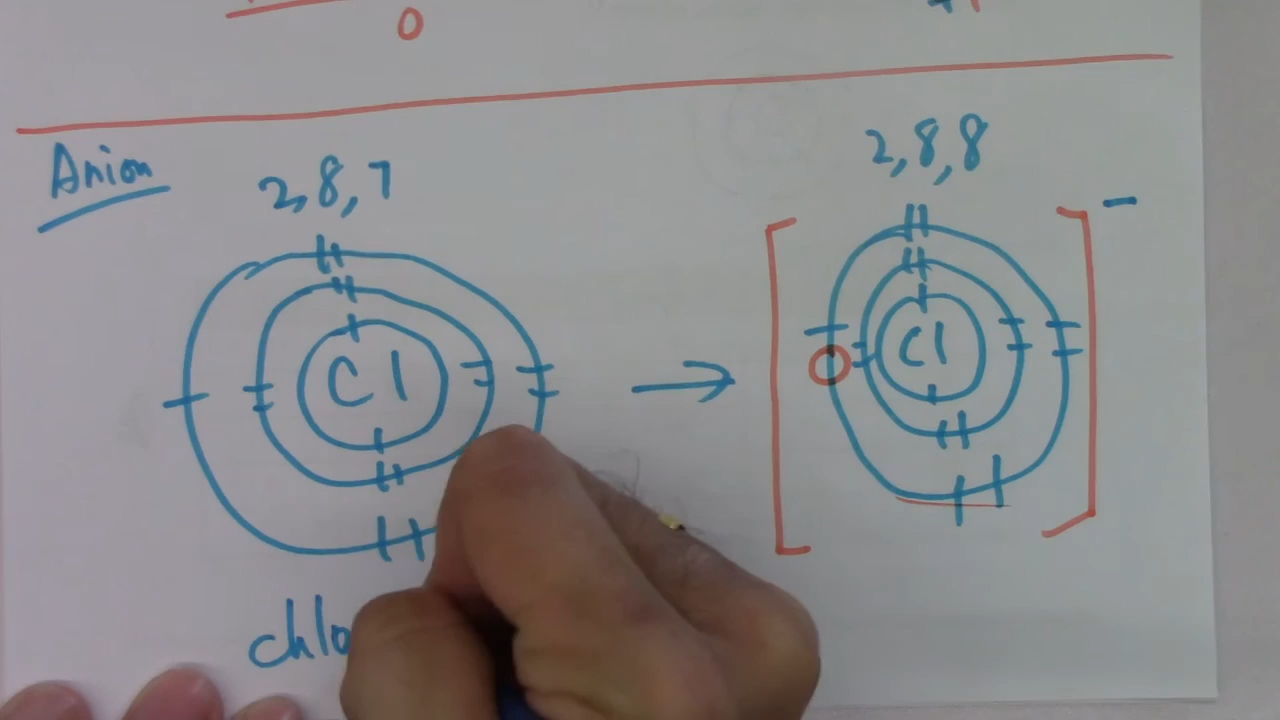 0
Anion
2,8,7
2,8,8
−
Cl
→
Cl
chlo